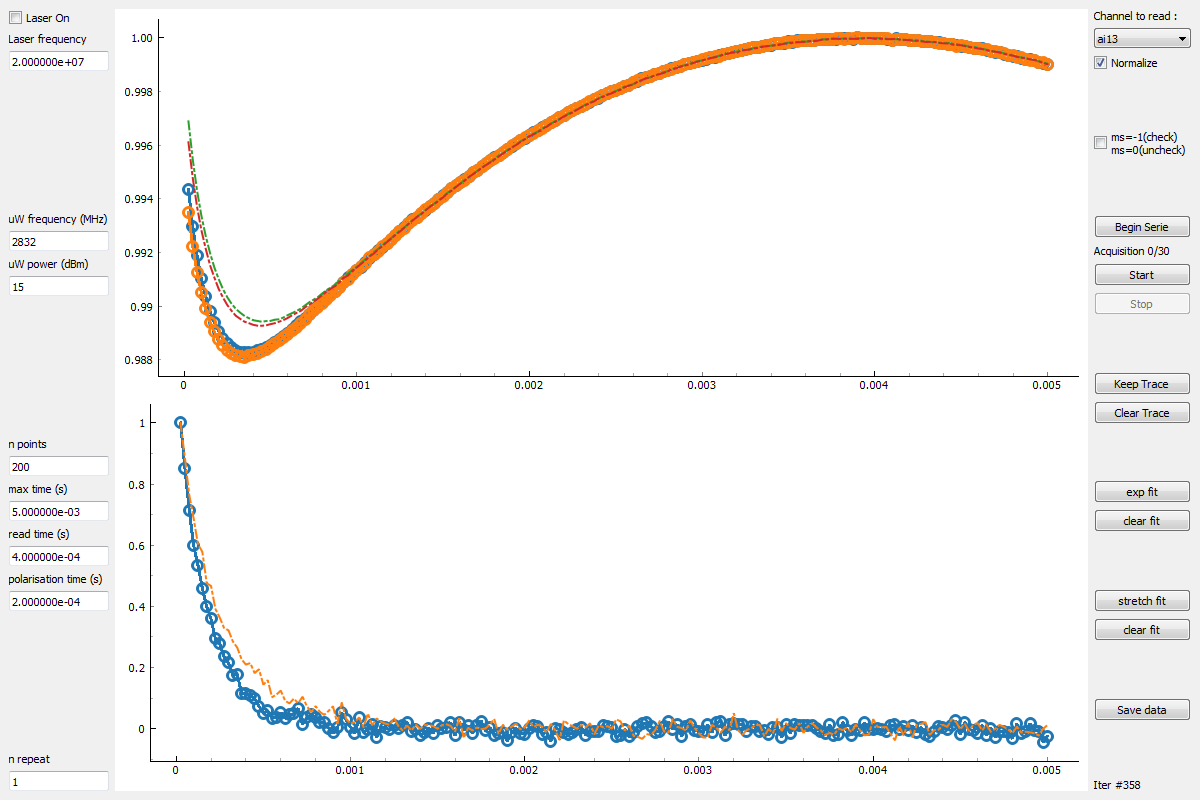 Laser On
Laser frequency
2.000000e+07
uW frequency (MHz)
2832
uW power (dBm)
15
n points
200
max time (s)
5.000000e-03
read time (s)
4.000000e-04
polarisation time (s)
2.000000e-04
n repeat
1
1.00
0.998
0.996
0.994
0.992
0.99
0.988
0 0.001 0.002 0.003 0.004 0.005
1
0.8
0.6
0.4
0.2
0
0 0.001 0.002 0.003 0.004 0.005
Channel to read :
ai13
Normalize
ms=-1(check)
ms=0(uncheck)
Begin Serie
Acquisition 0/30
Start
Stop
Keep Trace
Clear Trace
exp fit
clear fit
stretch fit
clear fit
Save data
Iter #358